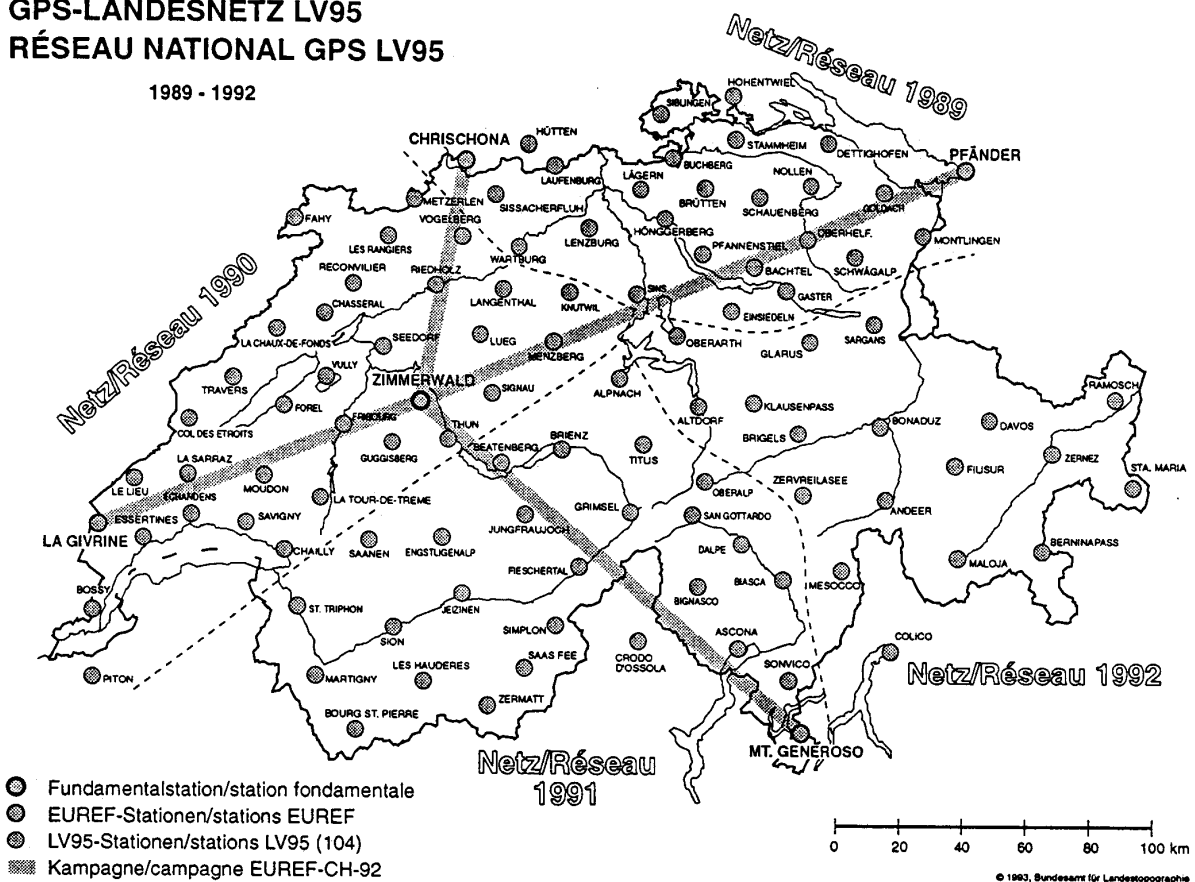 GPS-LANDESNETZ LV95
RÉSEAU NATIONAL GPS LV95
1989 - 1992
Netz/Réseau 1989
HOHENTWIEL
SIBLINGEN
CHRISCHONA
HÜTTEN
STAMMHEIM
DETTIGHOFEN
PFÄNDER
BUCHBERG
LAUFENBURG
LÄGERN
NOLLEN
METZERLEN
SISSACHERFLUH
BRÜTTEN
SCHAUENBERG
GOLDACH
FAHY
VOGELBERG
LENZBURG
HÖNGGERBERG
OBERHELF.
MONTLINGEN
LES RANGIERS
WARTBURG
PFANNENSTIEL
BACHTEL
SCHWÄGALP
Netz/Réseau 1990
RECONVILIER
RIEDHOLZ
LANGENTHAL
KNUTWIL
SINS
GASTER
CHASSERAL
EINSIEDELN
LA CHAUX-DE-FONDS
SEEDORF
LUEG
MENZBERG
OBERARTH
GLARUS
SARGANS
TRAVERS
VULLY
ZIMMERWALD
SIGNAU
ALPNACH
RAMOSCH
FOREL
KLAUSENPASS
COL DES ETROITS
FRIBOURG
THUN
ALTDORF
BRIGELS
BONADUZ
DAVOS
GUGGISBERG
BEATENBERG
BRIENZ
TITLIS
LA SARRAZ
FLUSUR
ZERNEZ
STA. MARIA
LE LIEU
ECHANDENS
MOUDON
LA TOUR-DE-TREME
OBERALP
ZERVREILASEE
ESSERTINES
SAVIGNY
JUNGFRAUJOCH
GRIMSEL
SAN GOTTARDO
ANDEER
LA GIVRINE
CHAILLY
SAANEN
ENGSTLIGENALP
DALPE
BERNINAPASS
FIESCHERTAL
BIASCA
MESOCCO
MALOJA
BOSSY
ST. TRIPHON
JEIZINEN
BIGNASCO
SION
SIMPLON
ASCONA
COLICO
PITON
MARTIGNY
LES HAUDERES
SAAS FEE
CRODO
D'OSSOLA
SONVICO
Netz/Réseau 1992
ZERMATT
BOURG ST. PIERRE
MT. GENEROSO
Netz/Réseau
1991
Fundamentalstation/station fondamentale
EUREF-Stationen/stations EUREF
LV95-Stationen/stations LV95 (104)
Kampagne/campagne EUREF-CH-92
0 20 40 60 80 100 km
© 1993, Bundesamt für Landestopographie